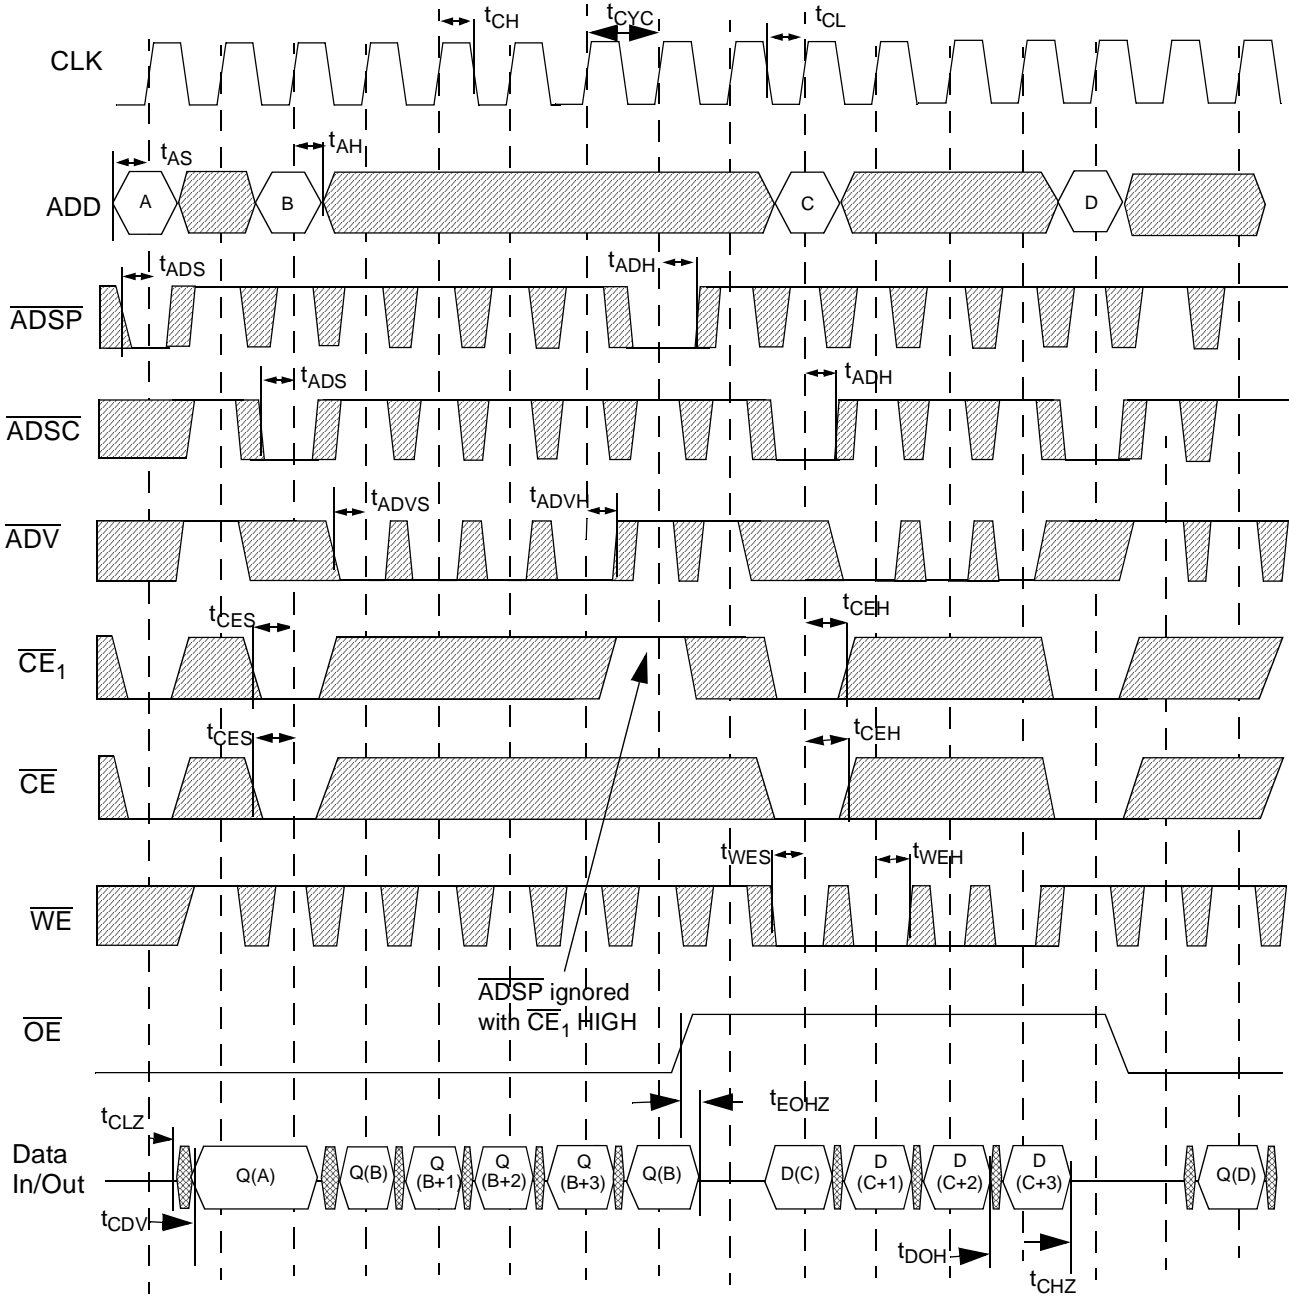 tCH
tCYC
tCL
CLK
tAS
tAH
ADD
A
B
C
D
tADS
tADH
ADSP
tADS
tADH
ADSC
tADVS
tADVH
ADV
tCES
tCEH
CE1
tCES
tCEH
CE
tWES
tWEH
WE
ADSP ignored
with CE1 HIGH
OE
tCLZ
tEOHZ
Data
In/Out
Q(A)
Q(B)
Q
(B+1)
Q
(B+2)
Q
(B+3)
Q(B)
D(C)
D
(C+1)
D
(C+2)
D
(C+3)
Q(D)
tCDV
tDOH
tCHZ